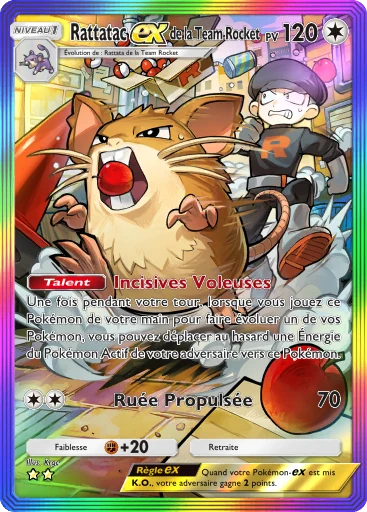 NIVEAU 1
Rattatac ex de la Team Rocket PV 120
Évolution de : Rattata de la Team Rocket
R
Talent Incisives Voleuses
Une fois pendant votre tour, lorsque vous jouez ce
Pokémon de votre main pour faire évoluer un de vos
Pokémon, vous pouvez déplacer au hasard une Énergie
du Pokémon Actif de votre adversaire vers ce Pokémon.
Ruée Propulsée 70
Faiblesse +20 Retraite
Règle ex Quand votre Pokémon-ex est mis
K.O., votre adversaire gagne 2 points.